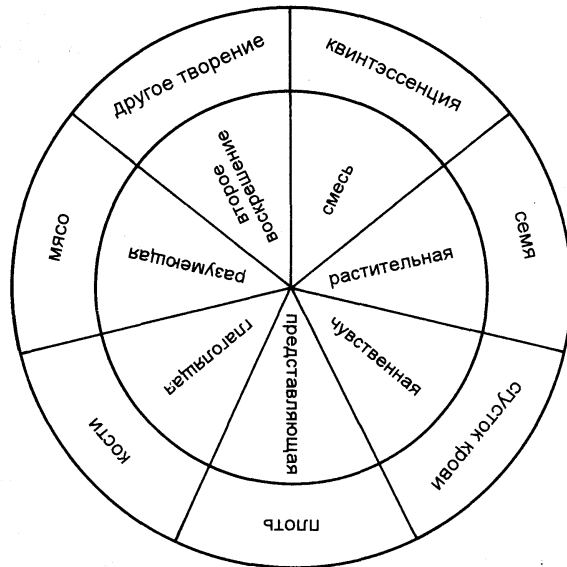 квинтэссенция
семя
сгусток крови
плоть
кости
мясо
другое творение
смесь
растительная
чувственная
представляющая
глаголящая
разумеющая
второе
воскрешение